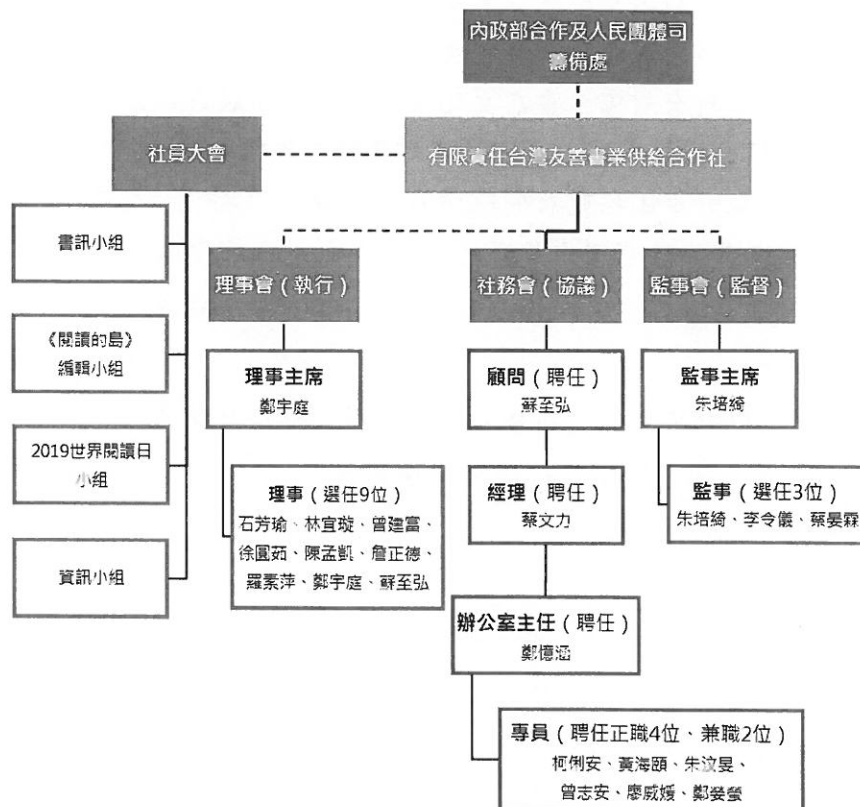 內政部合作及人民團體司
籌備處
社員大會
有限責任台灣友善書業供給合作社
書訊小組
《閱讀的島》
編輯小組
2019世界閱讀日
小組
資訊小組
理事會（執行）
理事主席
鄭宇庭
理事（選任9位）
石芳瑜、林宜璇、曾建富、
徐圓茹、陳孟凱、詹正德、
羅素萍、鄭宇庭、蘇至弘
社務會（協議）
顧問（聘任）
蘇至弘
經理（聘任）
蔡文力
辦公室主任（聘任）
鄭憶涵
專員（聘任正職4位、兼職2位）
柯俐安、黃海頤、朱汶旻、
曾志安、廖威媛、鄭晏瑩
監事會（監督）
監事主席
朱培綺
監事（選任3位）
朱培綺、李令儀、蔡晏霖